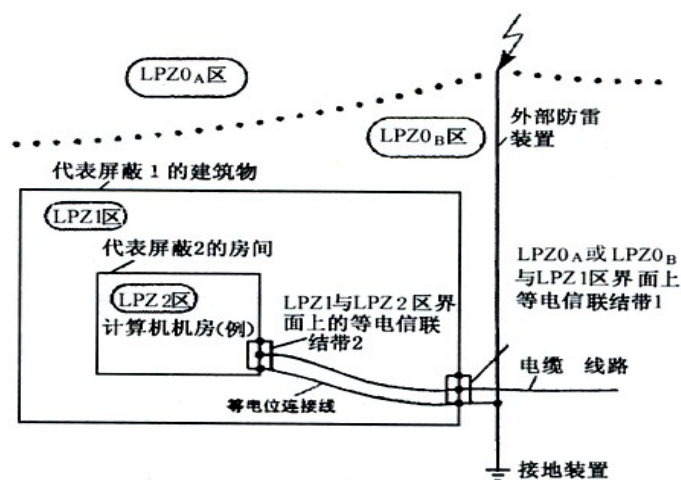 LPZ0A区
LPZ0B区
外部防雷
装置
代表屏蔽1的建筑物
LPZ1区
代表屏蔽2的房间
LPZ2区
计算机机房(例)
LPZ1与LPZ2区界
面上的等电信联
结带2
LPZ0A或LPZ0B
与LPZ1区界面上
等电信联结带1
电缆 线路
等电位连接线
接地装置